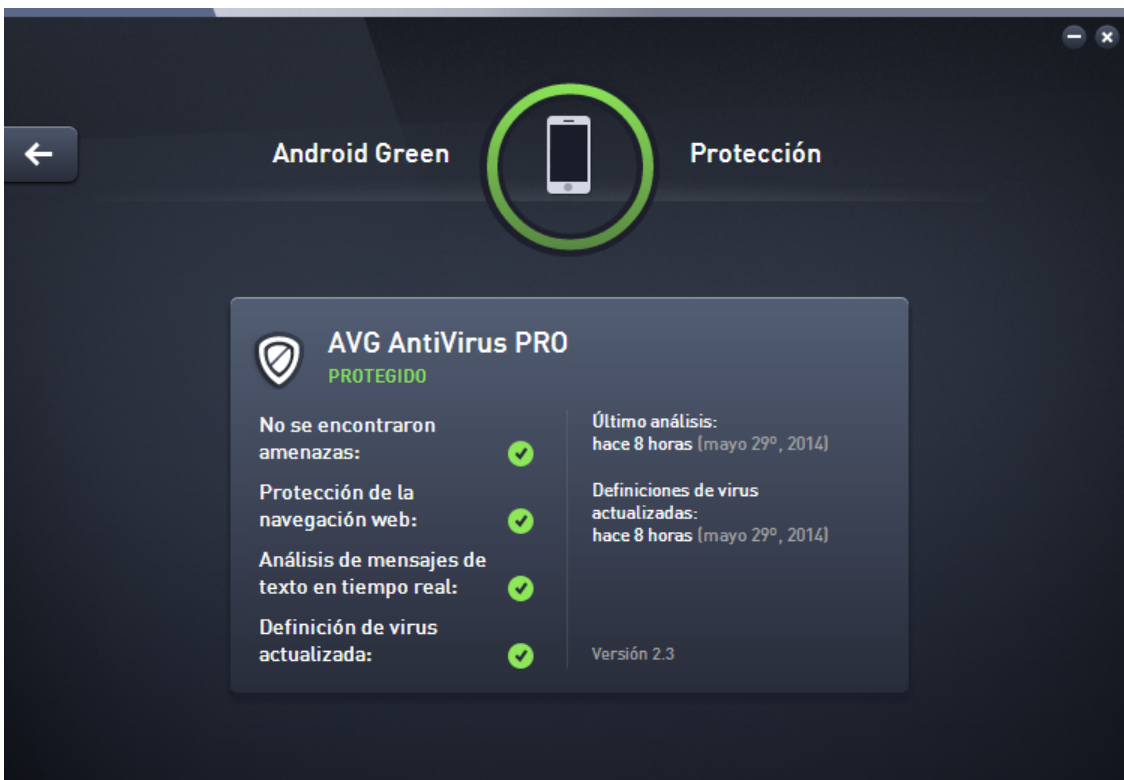 Android Green
Protección
AVG AntiVirus PRO
PROTEGIDO
No se encontraron
amenazas:
Protección de la
navegación web:
Análisis de mensajes de
texto en tiempo real:
Definición de virus
actualizada:
Último análisis:
hace 8 horas (mayo 29º, 2014)
Definiciones de virus
actualizadas:
hace 8 horas (mayo 29º, 2014)
Versión 2.3